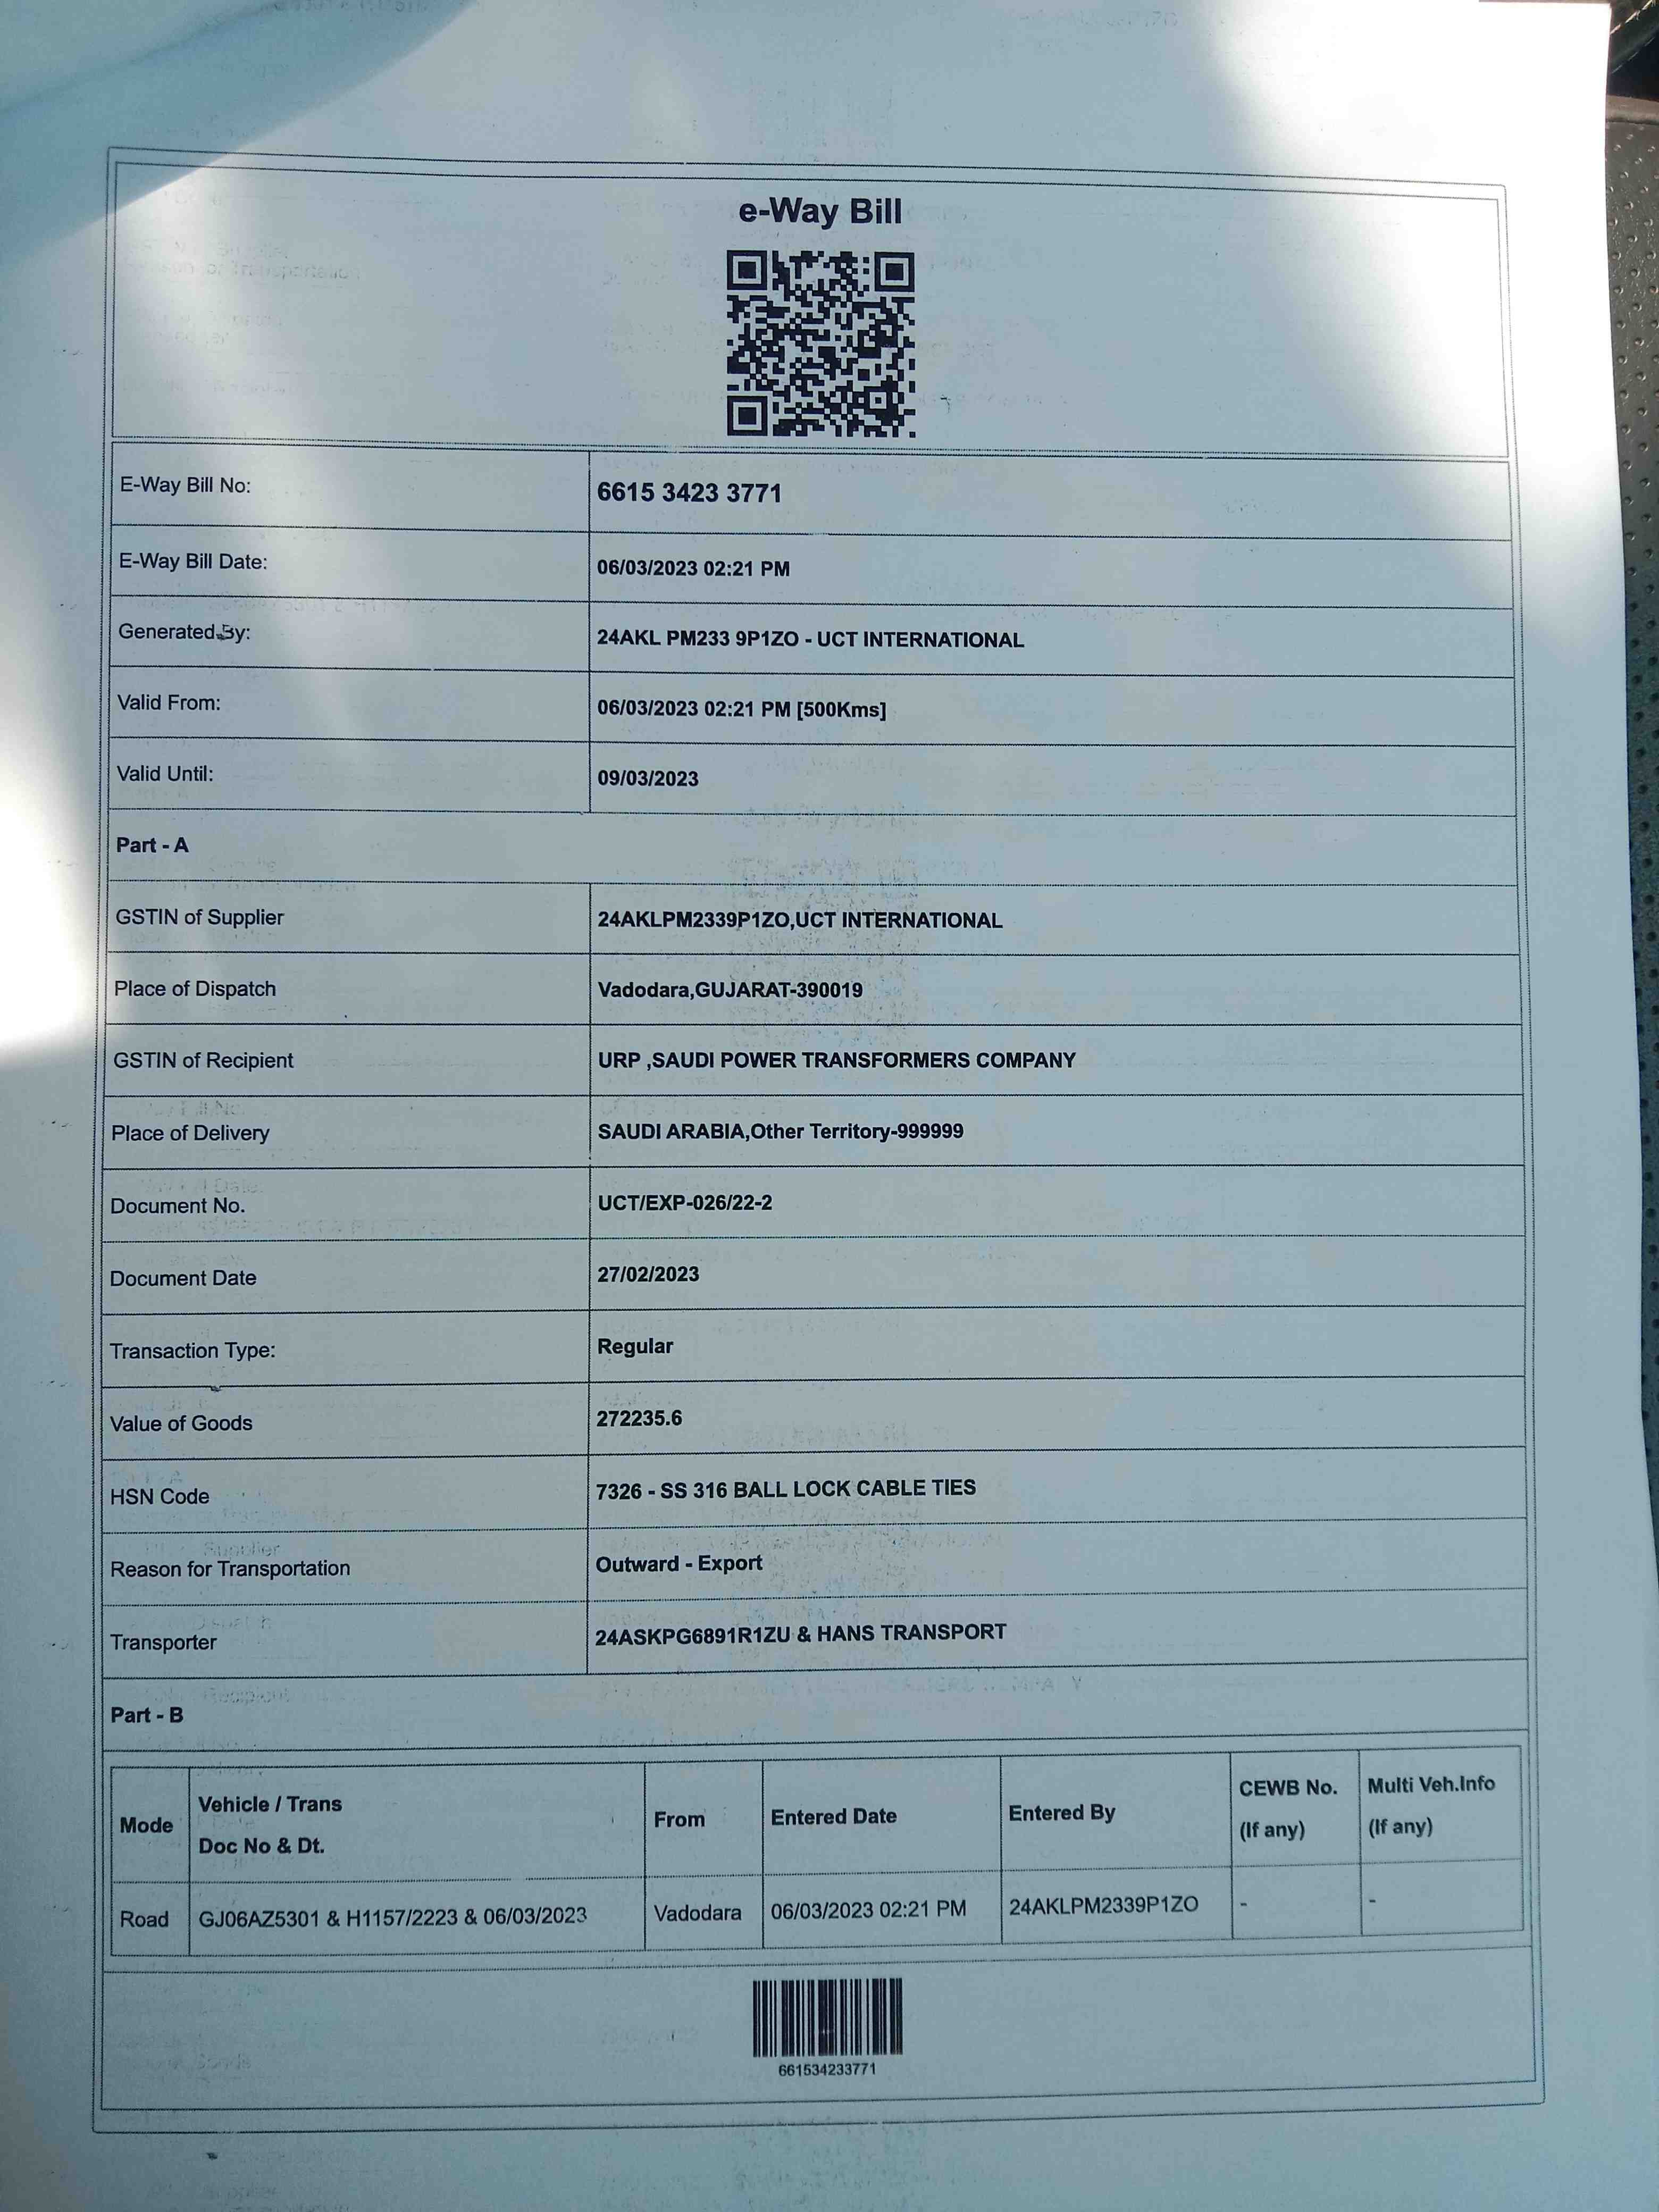 e-Way Bill
E-Way Bill No: 6615 3423 3771
E-Way Bill Date: 06/03/2023 02:21 PM
Generated By: 24AKL PM233 9P1ZO - UCT INTERNATIONAL
Valid From: 06/03/2023 02:21 PM [500Kms]
Valid Until: 09/03/2023
Part - A
GSTIN of Supplier 24AKLPM2339P1ZO,UCT INTERNATIONAL
Place of Dispatch Vadodara,GUJARAT-390019
GSTIN of Recipient URP ,SAUDI POWER TRANSFORMERS COMPANY
Place of Delivery SAUDI ARABIA,Other Territory-999999
Document No. UCT/EXP-026/22-2
Document Date 27/02/2023
Transaction Type: Regular
Value of Goods 272235.6
HSN Code 7326 - SS 316 BALL LOCK CABLE TIES
Reason for Transportation Outward - Export
Transporter 24ASKPG6891R1ZU & HANS TRANSPORT
Part - B
Mode Vehicle / Trans Doc No & Dt. From Entered Date Entered By CEWB No. (If any) Multi Veh.Info (If any)
Road GJ06AZ5301 & H1157/2223 & 06/03/2023 Vadodara 06/03/2023 02:21 PM 24AKLPM2339P1ZO - -
661534233771